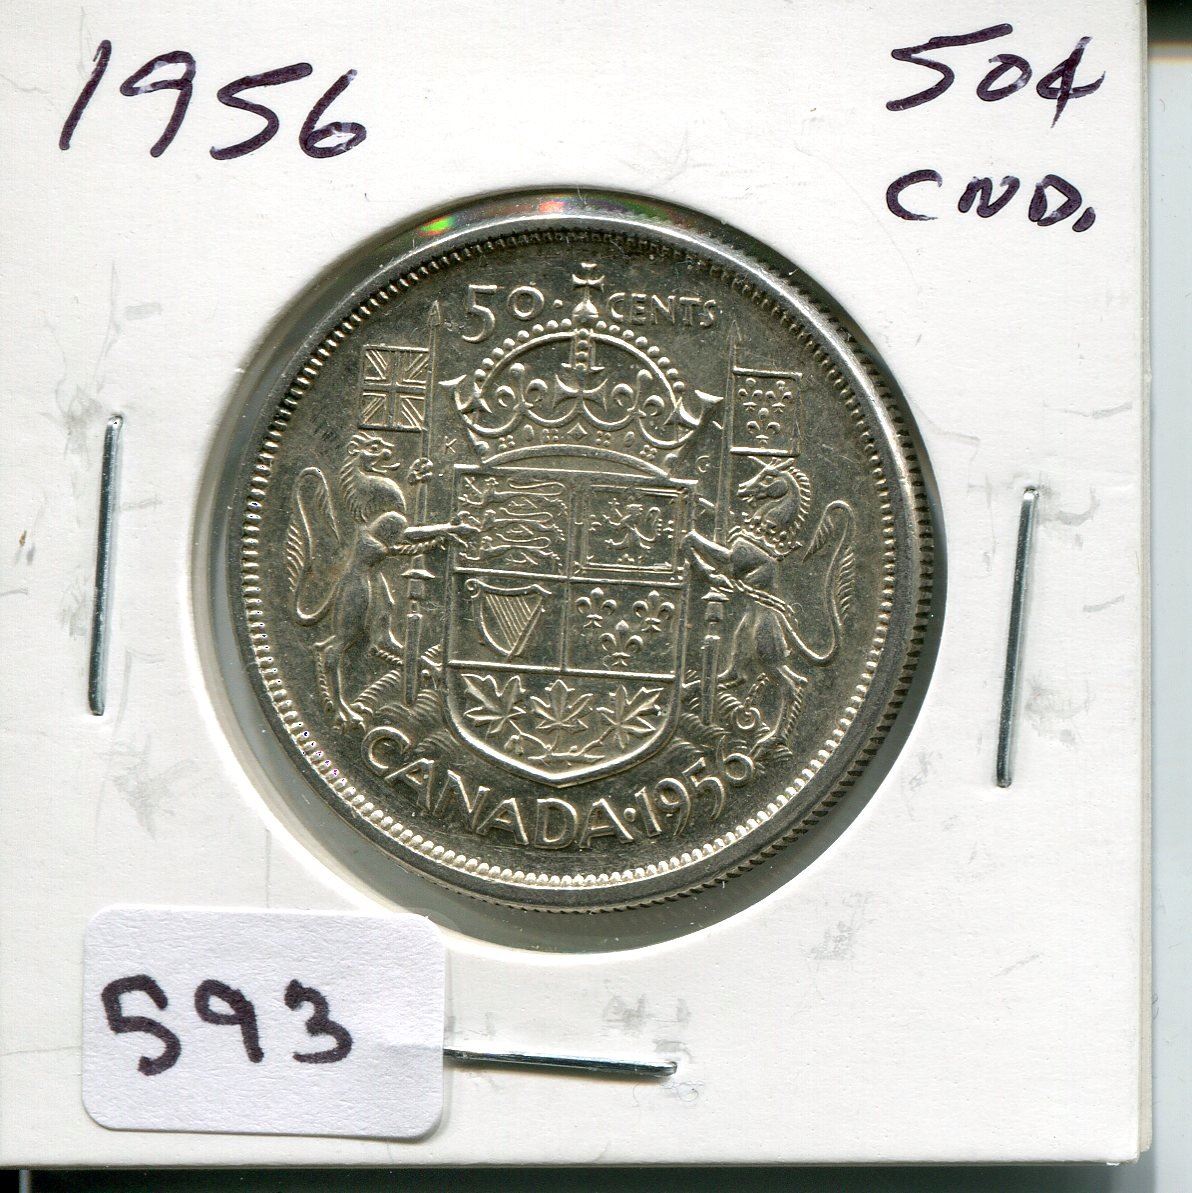 1956
50¢
CND.
50 · CENTS
K G
CANADA · 1956
593